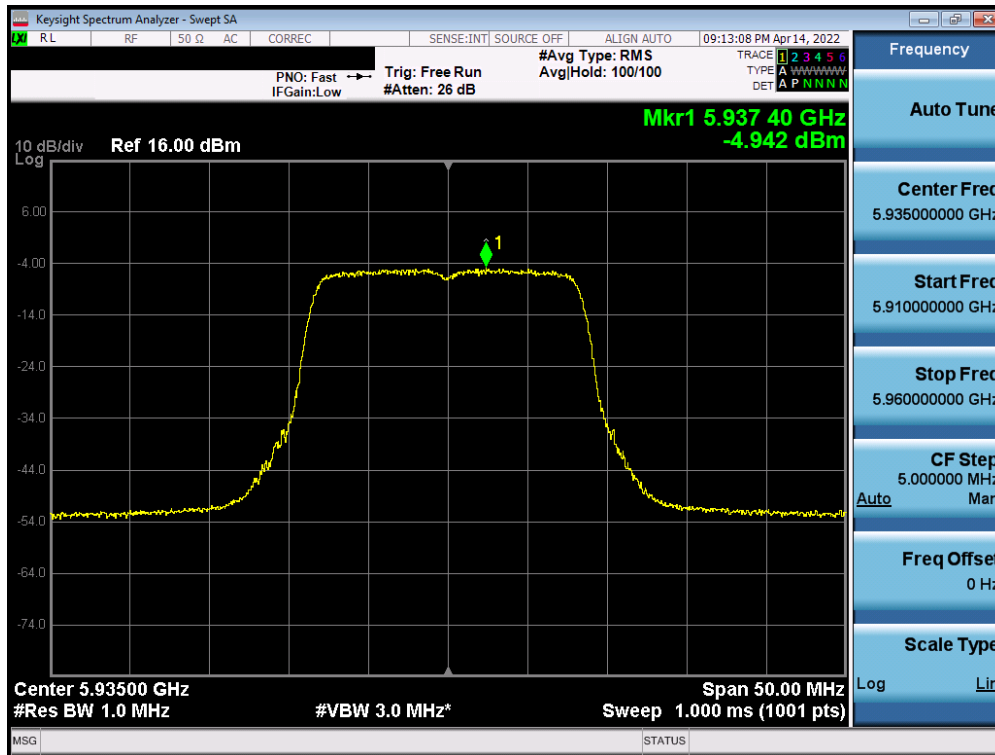 Keysight Spectrum Analyzer - Swept SA
LXI RL RF 50 Ω AC CORREC SENSE:INT SOURCE OFF ALIGN AUTO 09:13:08 PM Apr 14, 2022
PNO: Fast
IFGain:Low
Trig: Free Run
#Atten: 26 dB
#Avg Type: RMS
Avg|Hold: 100/100
TRACE 1 2 3 4 5 6
TYPE A WWWWW
DET A P N N N N
Mkr1 5.937 40 GHz
-4.942 dBm
10 dB/div Ref 16.00 dBm
Log
1
6.00
-4.00
-14.0
-24.0
-34.0
-44.0
-54.0
-64.0
-74.0
Center 5.93500 GHz Span 50.00 MHz
#Res BW 1.0 MHz #VBW 3.0 MHz* Sweep 1.000 ms (1001 pts)
MSG STATUS
Frequency
Auto Tune
Center Freq
5.935000000 GHz
Start Freq
5.910000000 GHz
Stop Freq
5.960000000 GHz
CF Step
5.000000 MHz
Auto Man
Freq Offset
0 Hz
Scale Type
Log Lin